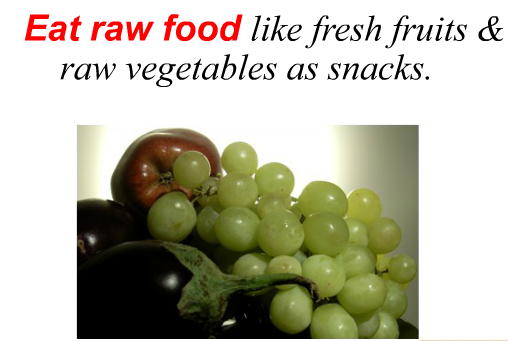 Eat raw food like fresh fruits &
raw vegetables as snacks.